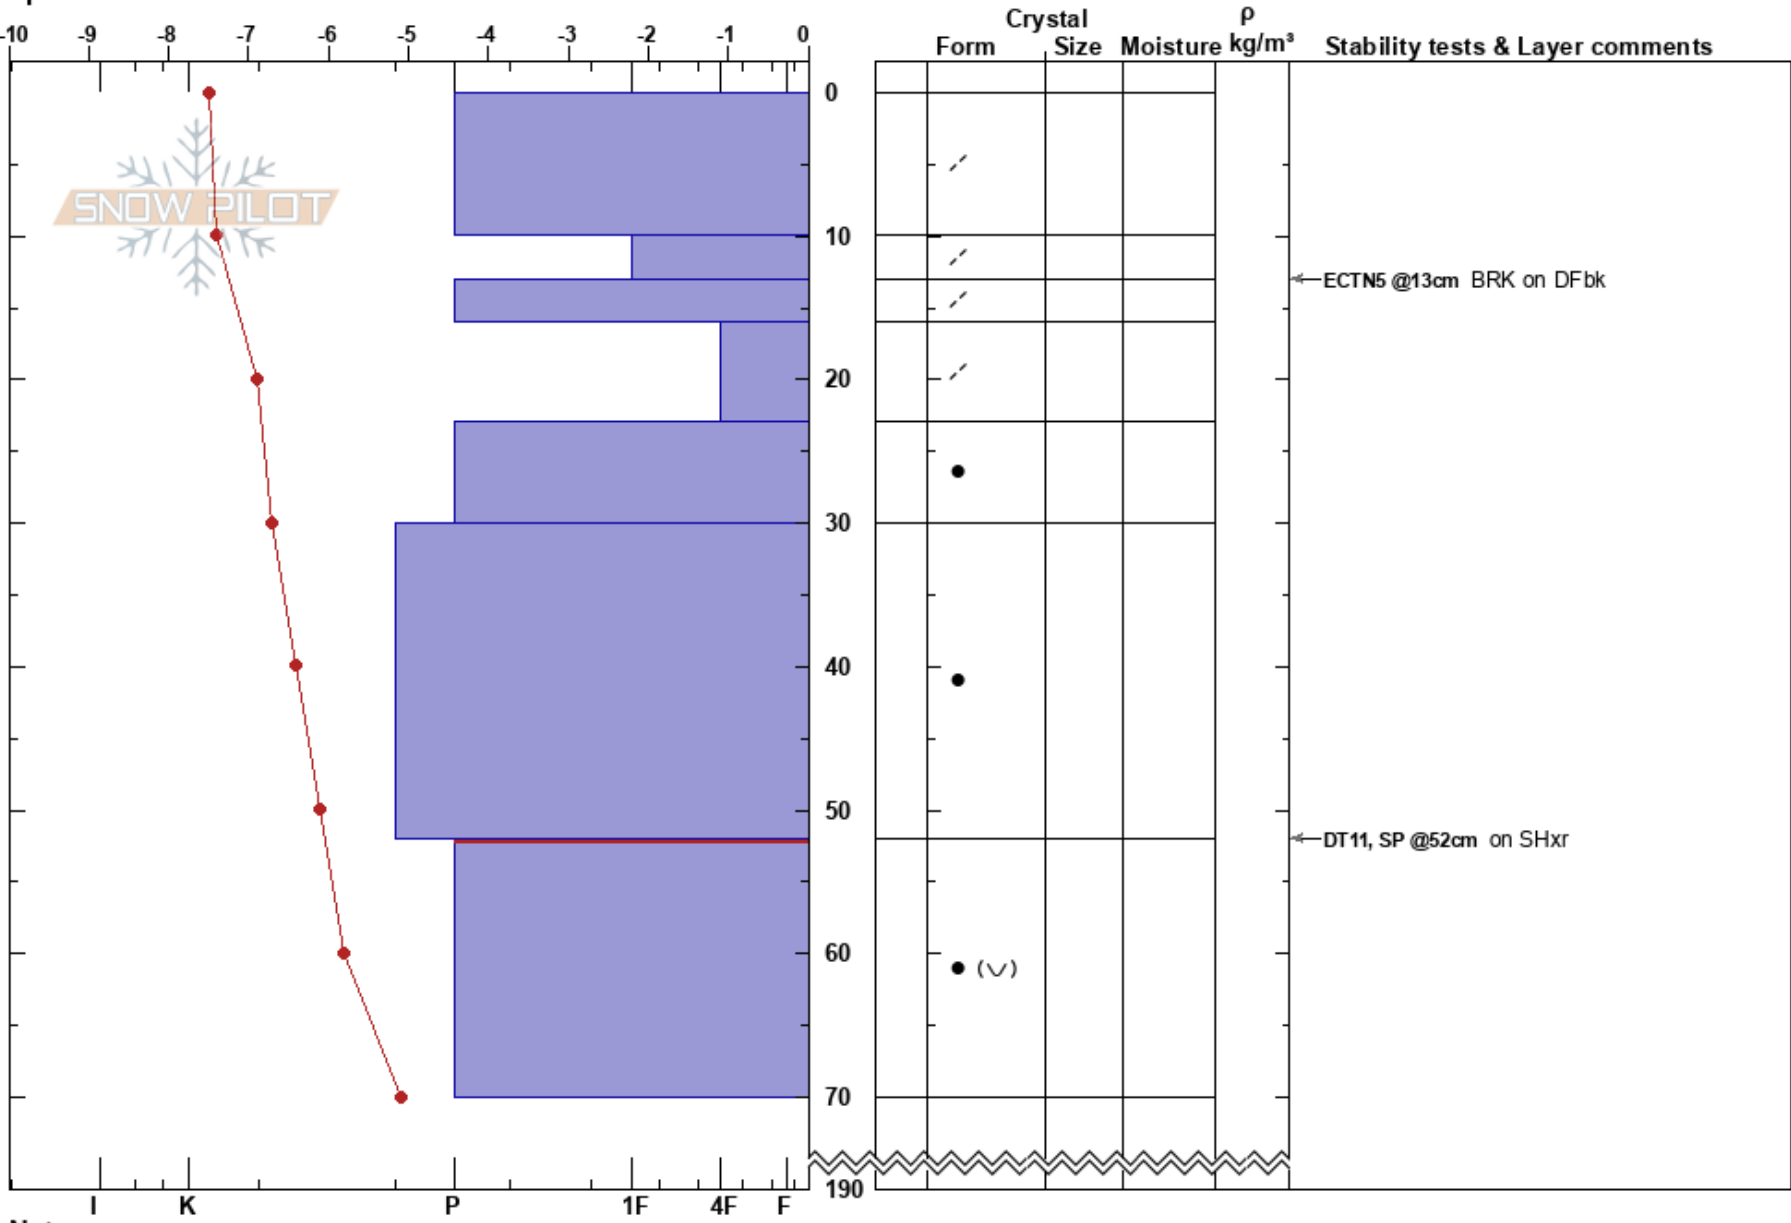 Crystal ρ
-10 -9 -8 -7 -6 -5 -4 -3 -2 -1 0 Form Size Moisture kg/m³ Stability tests & Layer comments
0
SNOW PILOT
10
ECTN5 @13cm BRK on DFbk
20
30
40
50
DT11, SP @52cm on SHxr
60
(∨)
70
190
I K P 1F 4F F